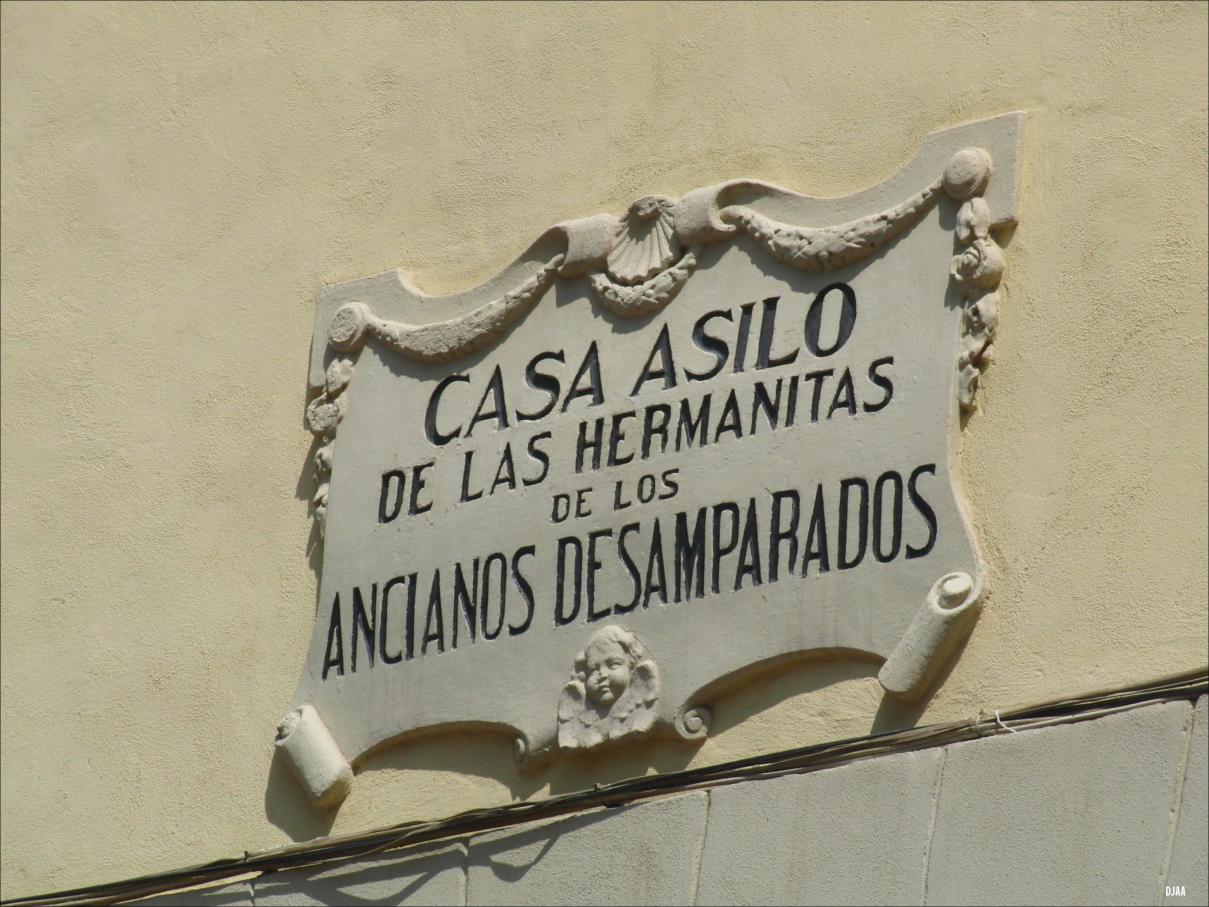 CASA ASILO
DE LAS HERMANITAS
DE LOS
ANCIANOS DESAMPARADOS
DJAA